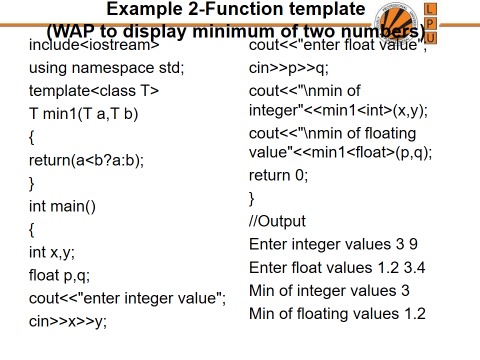 Example 2-Function template
(WAP to display minimum of two numbers)
L
P
U
include<iostream>
using namespace std;
template<class T>
T min1(T a,T b)
{
return(a<b?a:b);
}
int main()
{
int x,y;
float p,q;
cout<<"enter integer value";
cin>>x>>y;
cout<<"enter float value";
cin>>p>>q;
cout<<"\nmin of
integer"<<min1<int>(x,y);
cout<<"\nmin of floating
value"<<min1<float>(p,q);
return 0;
}
//Output
Enter integer values 3 9
Enter float values 1.2 3.4
Min of integer values 3
Min of floating values 1.2